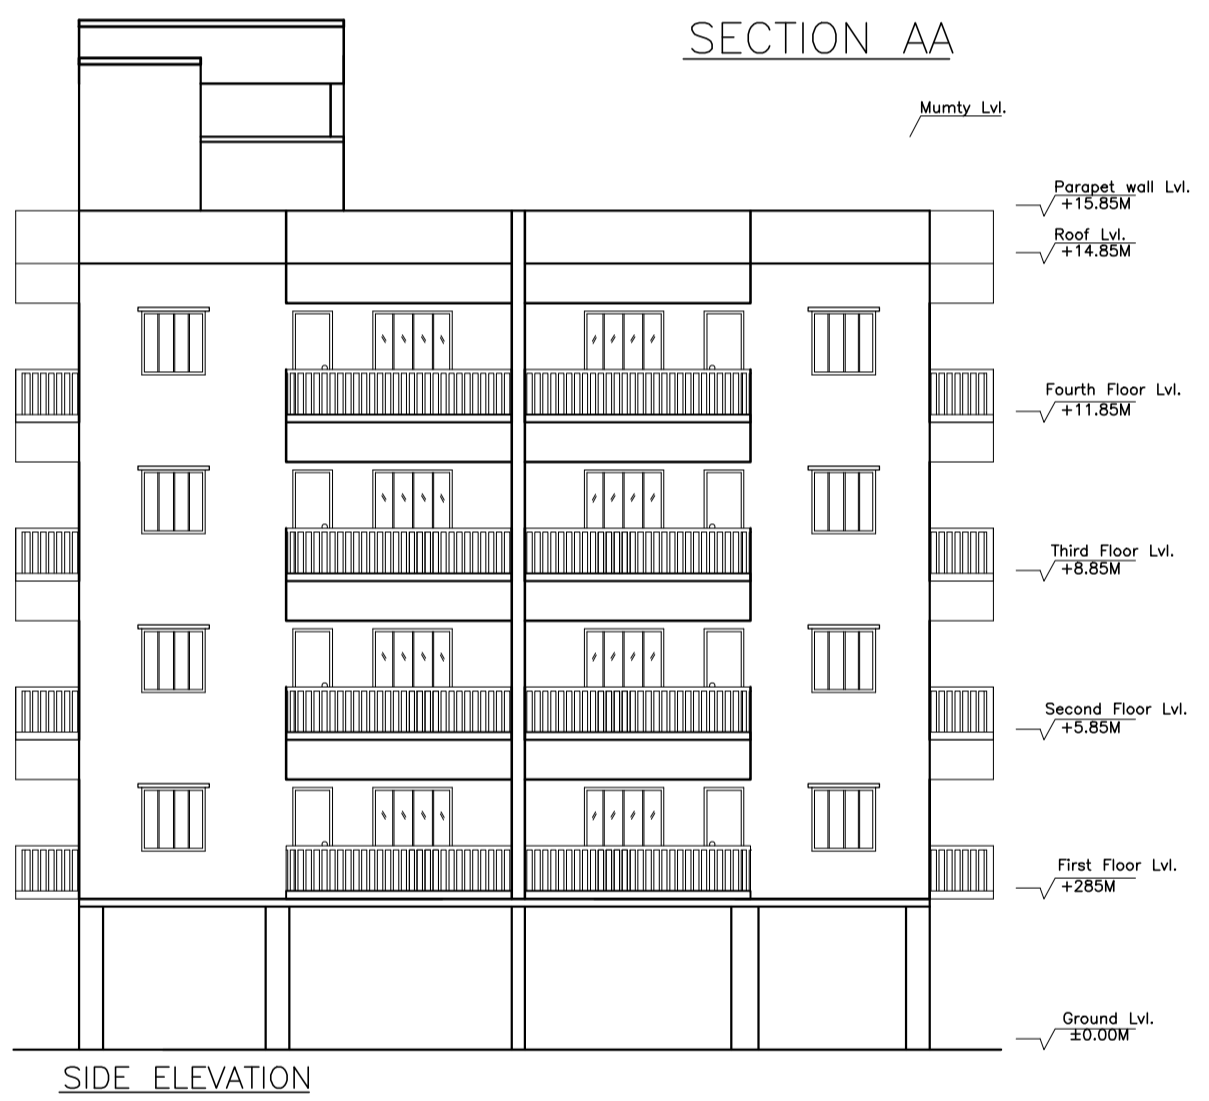 SECTION AA
Mumty Lvl.
Parapet wall Lvl.
+15.85M
Roof Lvl.
+14.85M
Fourth Floor Lvl.
+11.85M
Third Floor Lvl.
+8.85M
Second Floor Lvl.
+5.85M
First Floor Lvl.
+285M
Ground Lvl.
±0.00M
SIDE ELEVATION